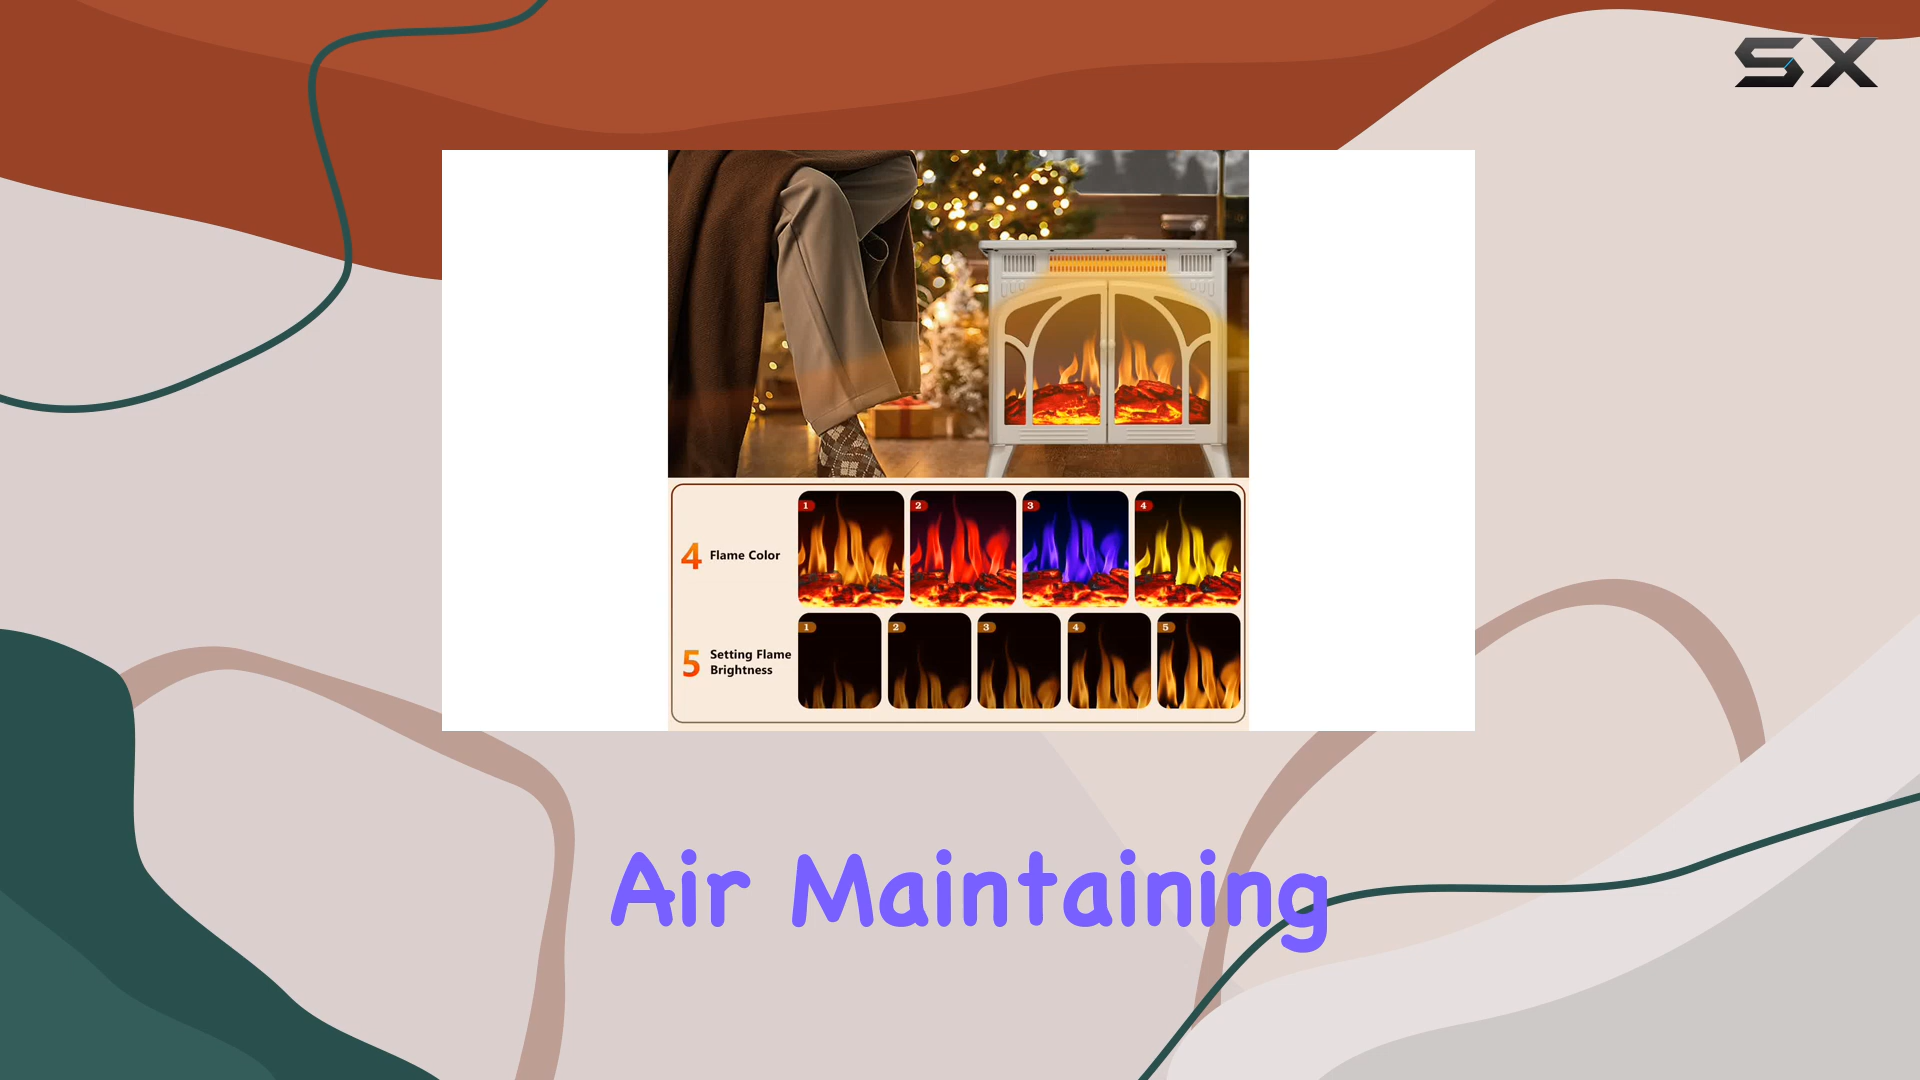 SX
4 Flame Color
1 2 3 4
5 Setting Flame
Brightness
1 2 3 4 5
Air Maintaining